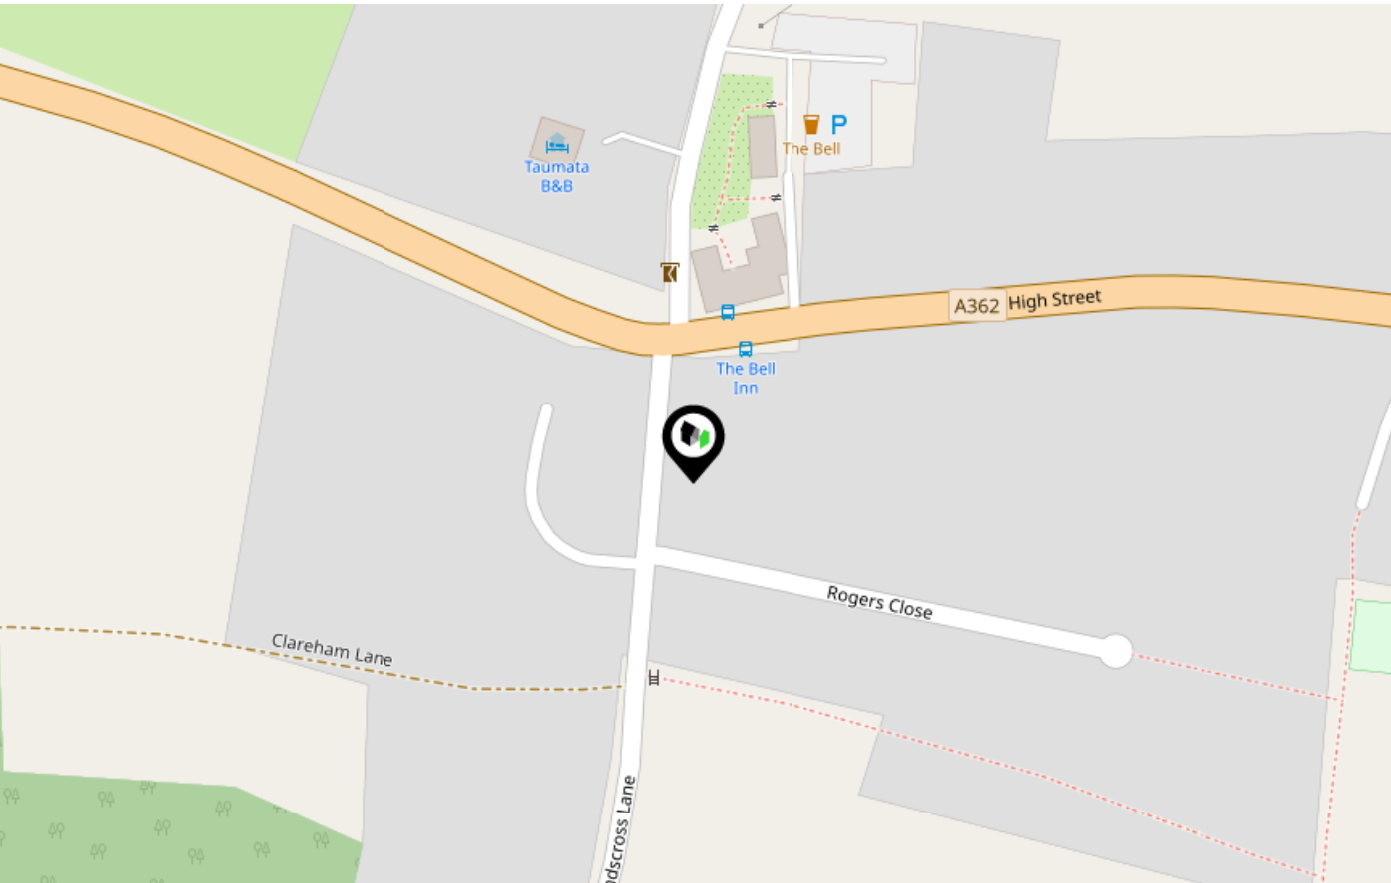 The Bell
P
Taumata
B&B
A362
High Street
The Bell
Inn
Rogers Close
Clareham Lane